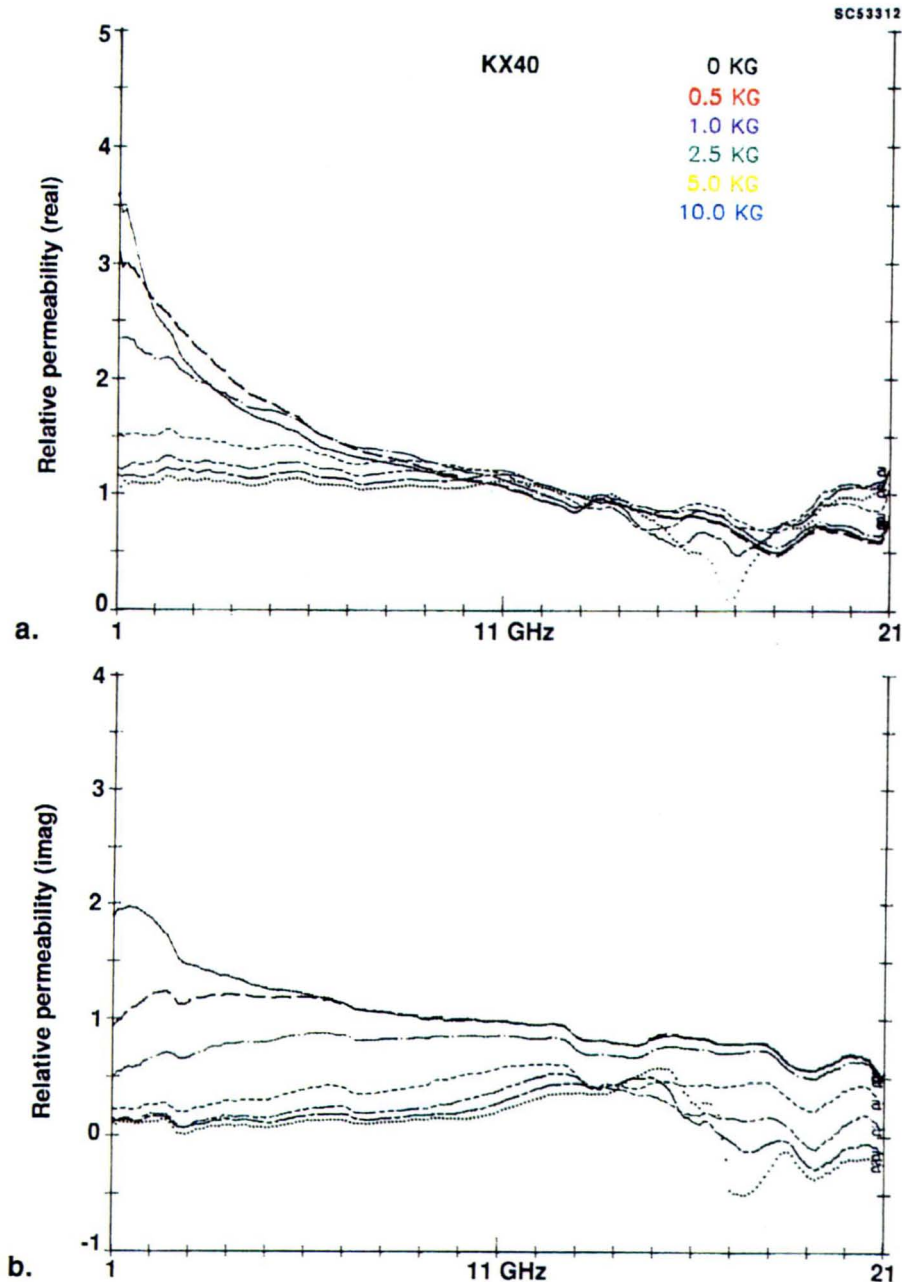 SC53312
KX40
0 KG
0.5 KG
1.0 KG
2.5 KG
5.0 KG
10.0 KG
5
4
3
2
1
0
Relative permeability (real)
a.
1
11 GHz
21
4
3
2
1
0
-1
Relative permeability (imag)
b.
1
11 GHz
21